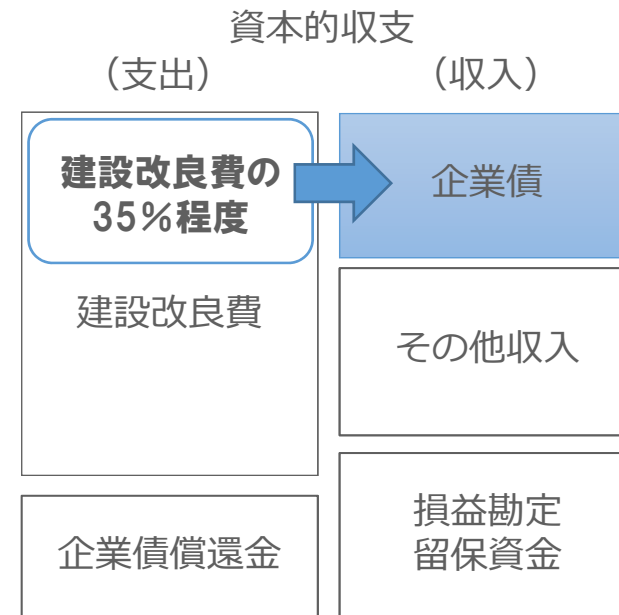 資本的収支
（支出）
（収入）
建設改良費の
35％程度
建設改良費
企業債償還金
企業債
その他収入
損益勘定
留保資金